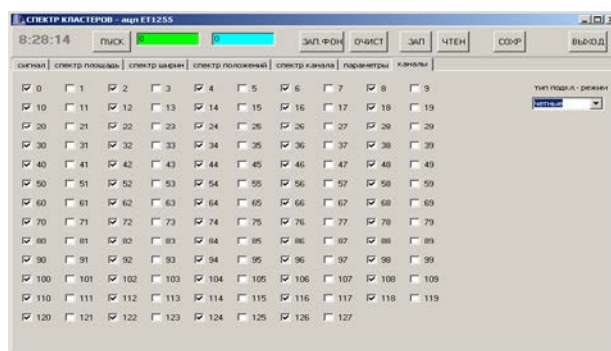 СПЕКТР КЛАСТЕРОВ - ацп ET1255
8:28:14 ПУСК 0 0 ЗАП.ФОН ОЧИСТ ЗАП ЧТЕН СОХР ВЫХОД
сигнал спектр площадь спектр ширин спектр положений спектр канала параметры каналы
0 1 2 3 4 5 6 7 8 9 тип подкл - режим
10 11 12 13 14 15 16 17 18 19 четные
20 21 22 23 24 25 26 27 28 29
30 31 32 33 34 35 36 37 38 39
40 41 42 43 44 45 46 47 48 49
50 51 52 53 54 55 56 57 58 59
60 61 62 63 64 65 66 67 68 69
70 71 72 73 74 75 76 77 78 79
80 81 82 83 84 85 86 87 88 89
90 91 92 93 94 95 96 97 98 99
100 101 102 103 104 105 106 107 108 109
110 111 112 113 114 115 116 117 118 119
120 121 122 123 124 125 126 127